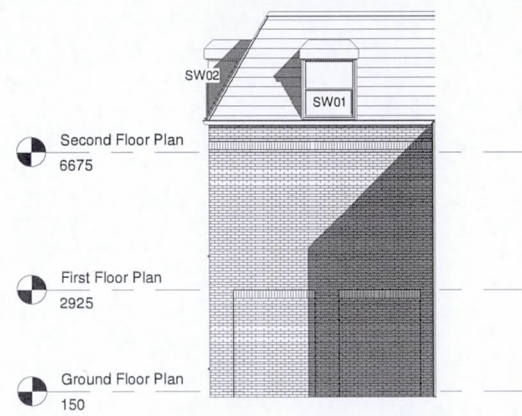 SW02
SW01
Second Floor Plan
6675
First Floor Plan
2925
Ground Floor Plan
150